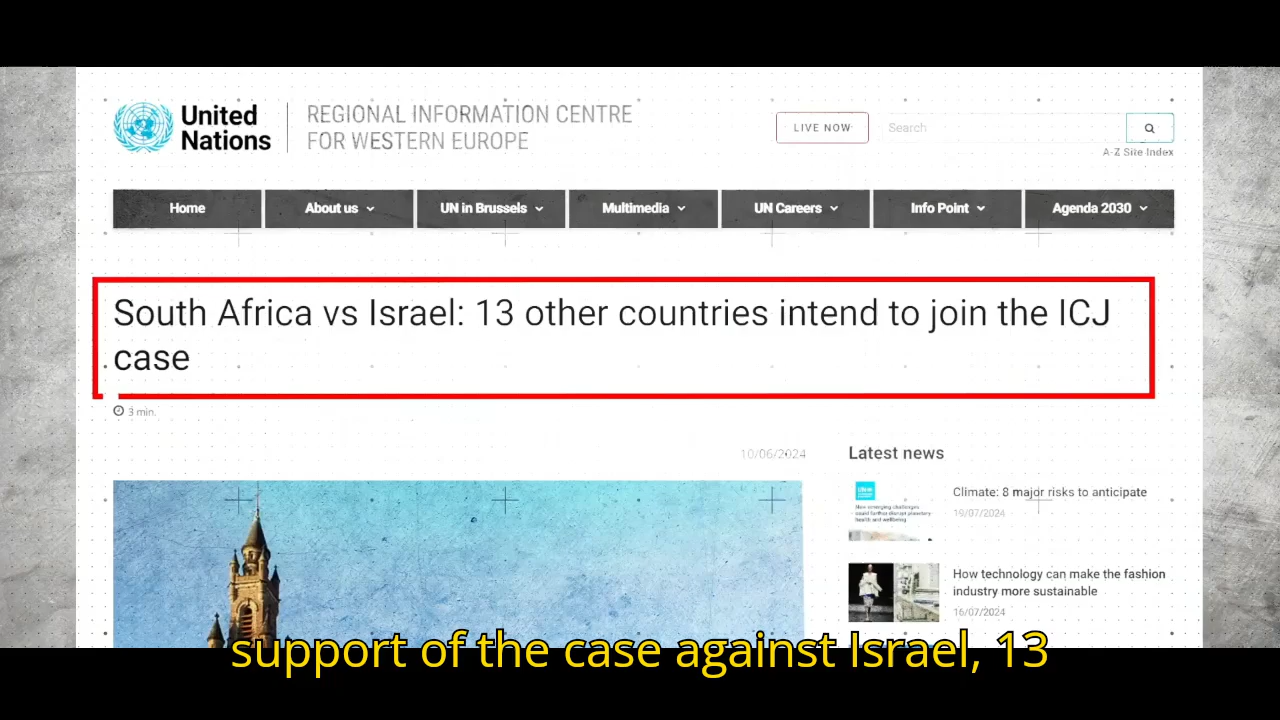 United
Nations
REGIONAL INFORMATION CENTRE
FOR WESTERN EUROPE
LIVE NOW
Search
A-Z Site Index
Home
About us
UN in Brussels
Multimedia
UN Careers
Info Point
Agenda 2030
South Africa vs Israel: 13 other countries intend to join the ICJ
case
3 min.
10/06/2024
Latest news
Climate: 8 major risks to anticipate
19/07/2024
How technology can make the fashion
industry more sustainable
16/07/2024
support of the case against Israel, 13